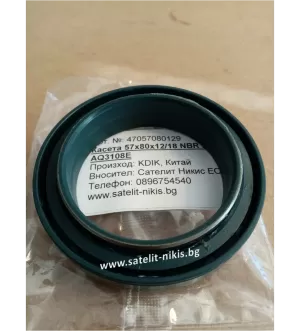 №: 47057080129
Касета 57x80x12/18 NBR
AQ3108E
Произход: KDIK, Китай
Вносител: Сателит Никис
Телефон: 0896754540
www.satelit-nikis.bg
www.satelit-nikis.bg